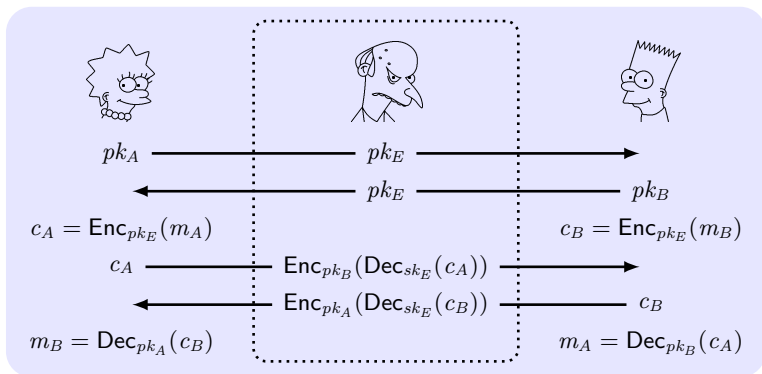 pk_A pk_E
pk_E pk_B
c_A = Enc_{pk_E}(m_A) c_B = Enc_{pk_E}(m_B)
c_A Enc_{pk_B}(Dec_{sk_E}(c_A))
Enc_{pk_A}(Dec_{sk_E}(c_B)) c_B
m_B = Dec_{pk_A}(c_B) m_A = Dec_{pk_B}(c_A)